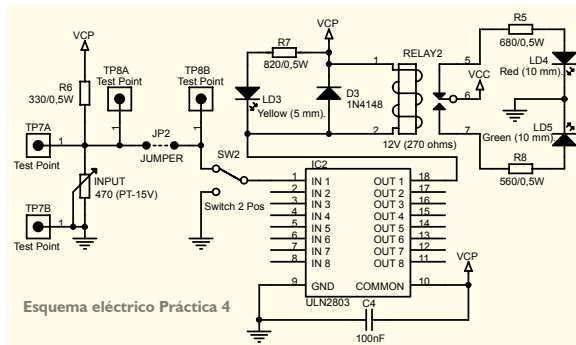 VCP
R6
330/0,5W
TP8A
Test Point
1
TP8B
Test Point
1
TP7A
Test Point
1
JP2
JUMPER
INPUT
470 (PT-15V)
TP7B
Test Point
1
SW2
Switch 2 Pos
VCP
R7
820/0,5W
LD3
Yellow (5 mm).
D3
1N4148
RELAY2
1
2
12V (270 ohms)
5
6
7
VCC
R5
680/0,5W
LD4
Red (10 mm).
LD5
Green (10 mm).
R8
560/0,5W
IC2
1 IN 1 OUT 1 18
2 IN 2 OUT 2 17
3 IN 3 OUT 3 16
4 IN 4 OUT 4 15
5 IN 5 OUT 5 14
6 IN 6 OUT 6 13
7 IN 7 OUT 7 12
8 IN 8 OUT 8 11
9 GND COMMON 10
ULN2803
VCP
C4
100nF
Esquema eléctrico Práctica 4